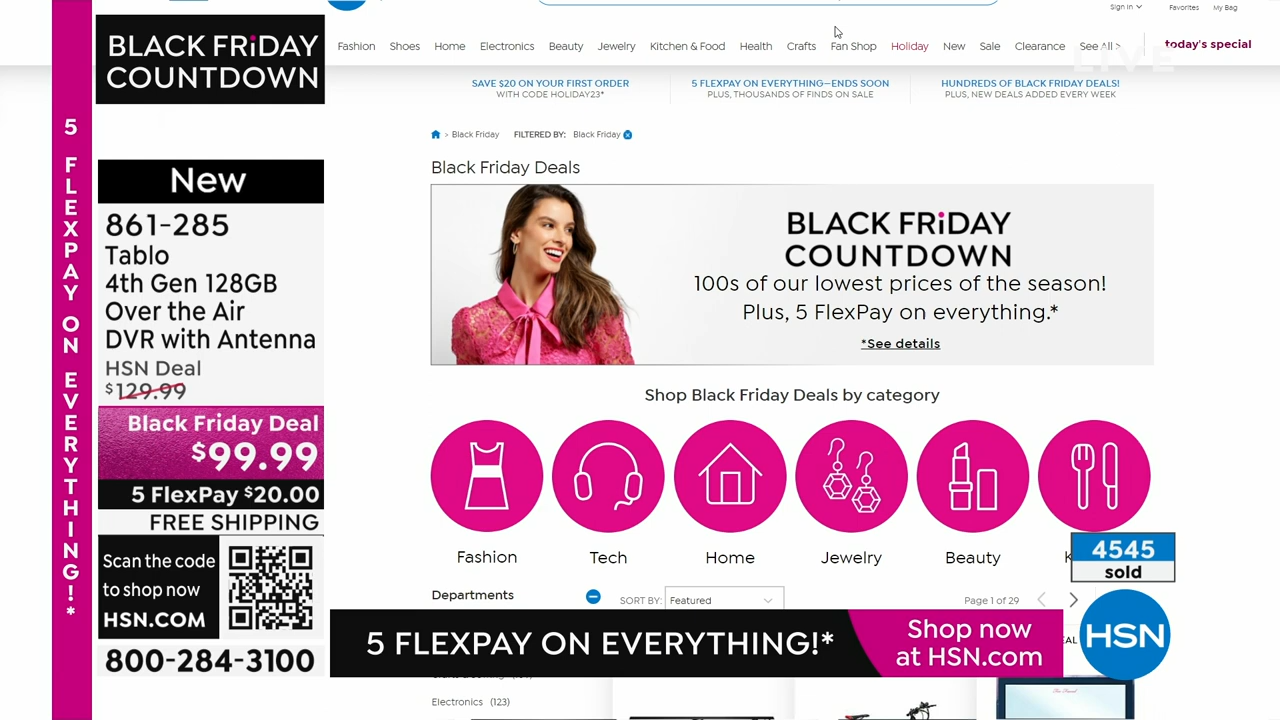 5 FLEXPAY ON EVERYTHING!*
BLACK FRiDAY
COUNTDOWN
New
861-285
Tablo
4th Gen 128GB
Over the Air
DVR with Antenna
HSN Deal
$129.99
Black Friday Deal
$99.99
5 FlexPay $20.00
FREE SHIPPING
Scan the code
to shop now
HSN.COM
800-284-3100
Sign In
Favorites
My Bag
Fashion Shoes Home Electronics Beauty Jewelry Kitchen & Food Health Crafts Fan Shop Holiday New Sale Clearance See All >
today's special
LIVE
SAVE $20 ON YOUR FIRST ORDER
WITH CODE HOLIDAY23*
5 FLEXPAY ON EVERYTHING—ENDS SOON
PLUS, THOUSANDS OF FINDS ON SALE
HUNDREDS OF BLACK FRIDAY DEALS!
PLUS, NEW DEALS ADDED EVERY WEEK
> Black Friday FILTERED BY: Black Friday
Black Friday Deals
BLACK FRiDAY
COUNTDOWN
100s of our lowest prices of the season!
Plus, 5 FlexPay on everything.*
*See details
Shop Black Friday Deals by category
Fashion Tech Home Jewelry Beauty
4545
sold
Departments
SORT BY: Featured
Page 1 of 29
5 FLEXPAY ON EVERYTHING!*
Shop now
at HSN.com
HSN
Electronics (123)